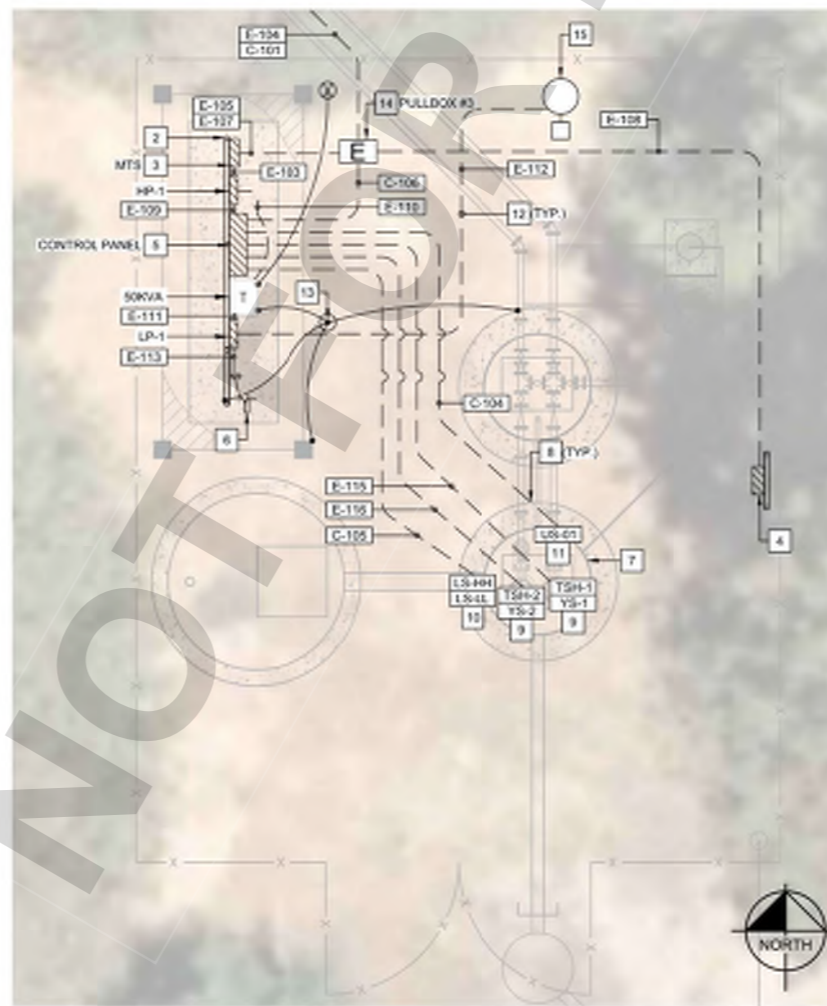 E-104
C-101
15
14 PULLBOX #3
E-105
E-107
E-108
2
E
MTS 3
E-103
E-112
C-106
HP-1
E-110
E-109
12 (TYP.)
CONTROL PANEL 5
50KVA
T
13
E-111
LP-1
E-113
C-104
6
8 (TYP.)
E-115
E-116
C-105
US-01
11
7
4
LS-HH
LS-LL
10
TSH-2
YS-2
9
TSH-1
YS-1
9
NORTH
NOT FOR